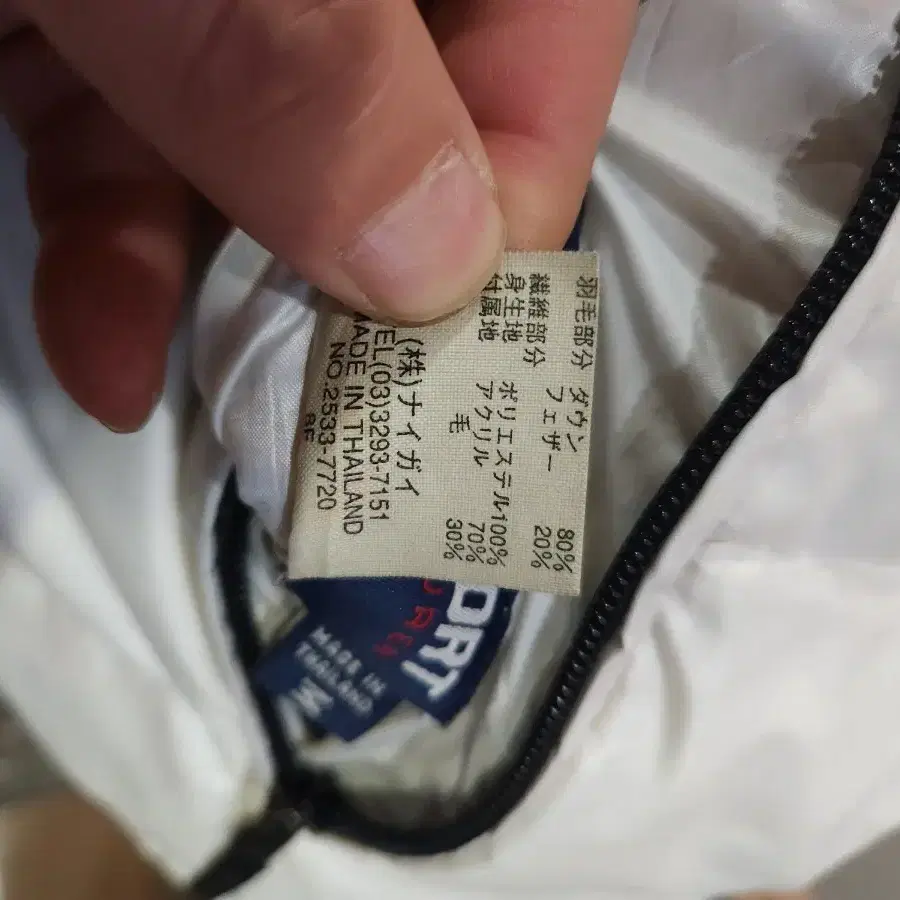 羽毛部分 ダウン 80%
フェザー 20%
繊維部分
身生地 ポリエステル100%
付属地 アクリル 70%
毛 30%
(株)ナイガイ
TEL(03)3293-7151
MADE IN THAILAND
NO.2533-7720
BF
ORT
MADE IN
THAILAND
M